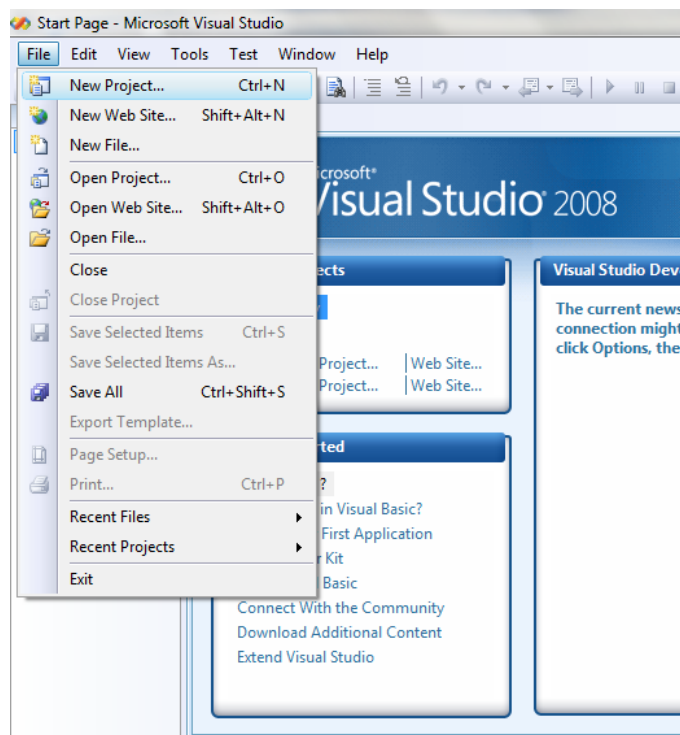 Start Page - Microsoft Visual Studio
File Edit View Tools Test Window Help
New Project... Ctrl+N
New Web Site... Shift+Alt+N
New File...
Open Project... Ctrl+O
Open Web Site... Shift+Alt+O
Open File...
Close
Close Project
Save Selected Items Ctrl+S
Save Selected Items As...
Save All Ctrl+Shift+S
Export Template...
Page Setup...
Print... Ctrl+P
Recent Files
Recent Projects
Exit
icrosoft®
Visual Studio® 2008
ects
Project... Web Site...
Project... Web Site...
rted
?
in Visual Basic?
First Application
r Kit
Basic
Connect With the Community
Download Additional Content
Extend Visual Studio
Visual Studio Dev
The current news
connection might
click Options, the